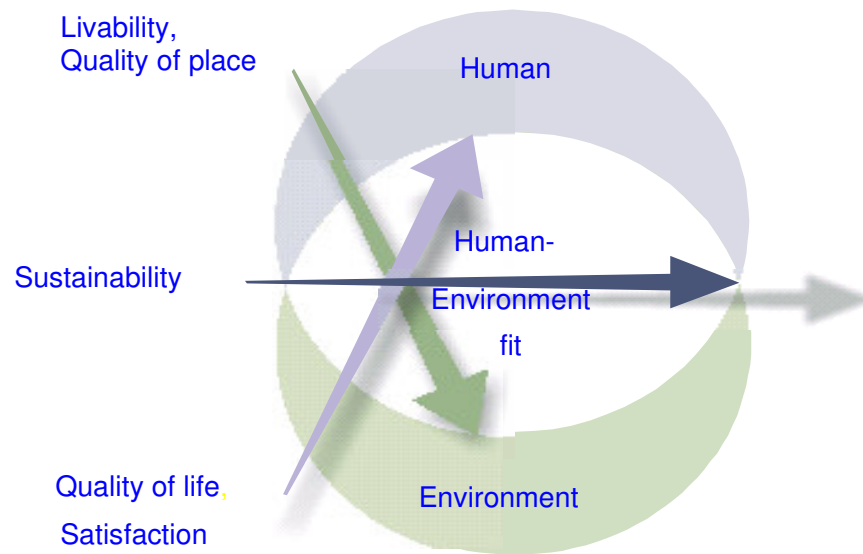 Livability,
Quality of place
Human
Human-
Sustainability
Environment
fit
Quality of life,
Satisfaction
Environment